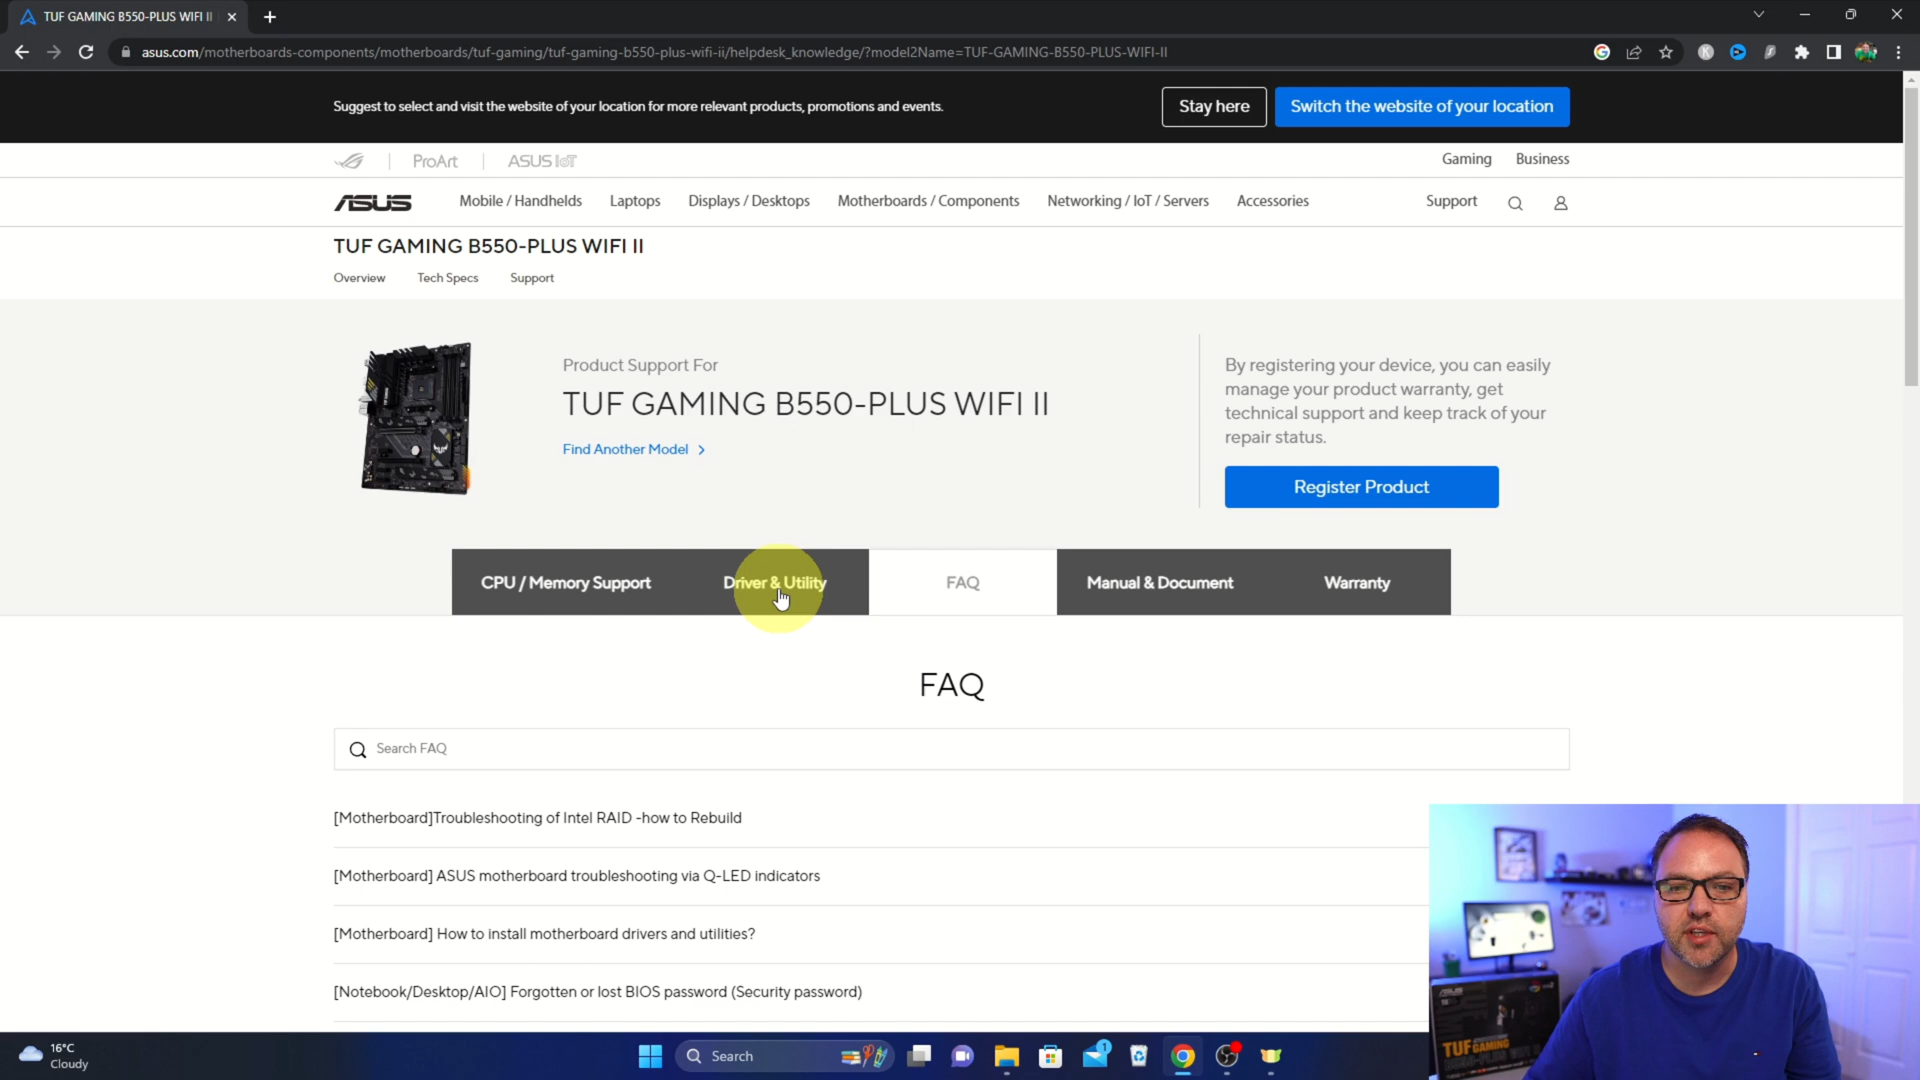 TUF GAMING B550-PLUS WIFI II
asus.com/motherboards-components/motherboards/tuf-gaming/tuf-gaming-b550-plus-wifi-ii/helpdesk_knowledge/?model2Name=TUF-GAMING-B550-PLUS-WIFI-II
Suggest to select and visit the website of your location for more relevant products, promotions and events.
Stay here
Switch the website of your location
ProArt
ASUS IoT
Gaming
Business
ASUS
Mobile / Handhelds
Laptops
Displays / Desktops
Motherboards / Components
Networking / IoT / Servers
Accessories
Support
TUF GAMING B550-PLUS WIFI II
Overview
Tech Specs
Support
Product Support For
TUF GAMING B550-PLUS WIFI II
Find Another Model
By registering your device, you can easily
manage your product warranty, get
technical support and keep track of your
repair status.
Register Product
CPU / Memory Support
Driver & Utility
FAQ
Manual & Document
Warranty
FAQ
Search FAQ
[Motherboard]Troubleshooting of Intel RAID -how to Rebuild
[Motherboard] ASUS motherboard troubleshooting via Q-LED indicators
[Motherboard] How to install motherboard drivers and utilities?
[Notebook/Desktop/AIO] Forgotten or lost BIOS password (Security password)
TUF GAMING
16°C
Cloudy
Search
1